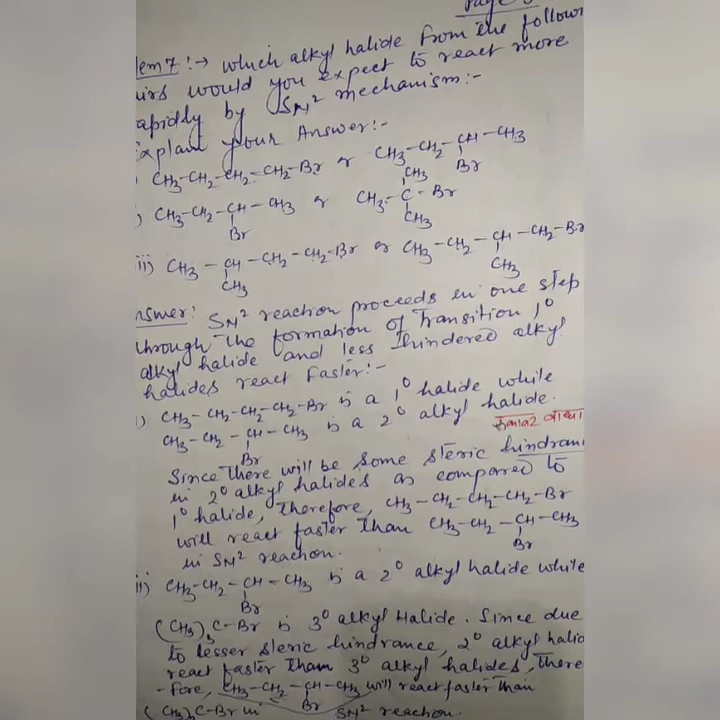 lem 7 :→ which alkyl halide from the follow
irs would you expect to react more
apidly by SN² mechanism:-
Explain your Answer:-
CH3-CH2-CH2-CH2-Br or CH3-CH2-CH-CH3
Br
) CH3-CH2-CH-CH3 or CH3-C-Br
CH3
Br
CH3
ii) CH3-CH-CH2-CH2-Br or CH3-CH2-CH-CH2-Br
CH3
CH3
nswer: SN² reaction proceeds in one step
through the formation of Transition 1°
alkyl halide and less hindered alkyl
halides react Faster:-
i) CH3-CH2-CH2-CH2-Br is a 1° halide while
CH3-CH2-CH-CH3 is a 2° alkyl halide.
Br
Since there will be some steric hindran
in 2° alkyl halides as compared to
1° halide, Therefore, CH3-CH2-CH2-CH2-Br
will react faster Than CH3-CH2-CH-CH3
in SN² reaction.
Br
ii) CH3-CH2-CH-CH3 is a 2° alkyl halide while
Br
(CH3)3C-Br is 3° alkyl Halide. Since due
to lesser steric hindrance, 2° alkyl halid
react faster Than 3° alkyl halides, There
-Fore, CH3-CH2-CH-CH3 will react faster than
Br
(CH3)3C-Br in SN² reaction.